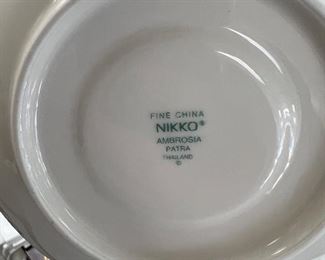 FINE CHINA
NIKKO®
AMBROSIA
PATRA
THAILAND
©